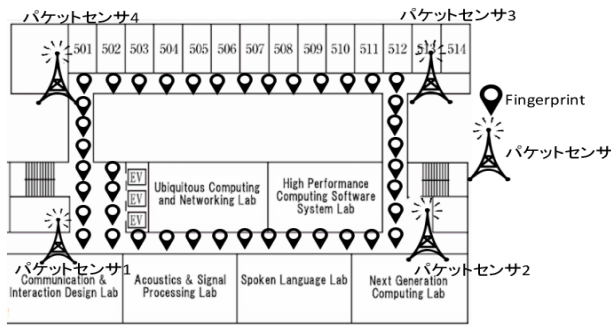 パケットセンサ4
パケットセンサ3
501 502 503 504 505 506 507 508 509 510 511 512 513 514
Fingerprint
パケットセンサ
EV
EV
EV
Ubiquitous Computing
and Networking Lab
High Performance
Computing Software
System Lab
パケットセンサ1
パケットセンサ2
Communication &
Interaction Design Lab
Acoustics & Signal
Processing Lab
Spoken Language Lab
Next Generation
Computing Lab